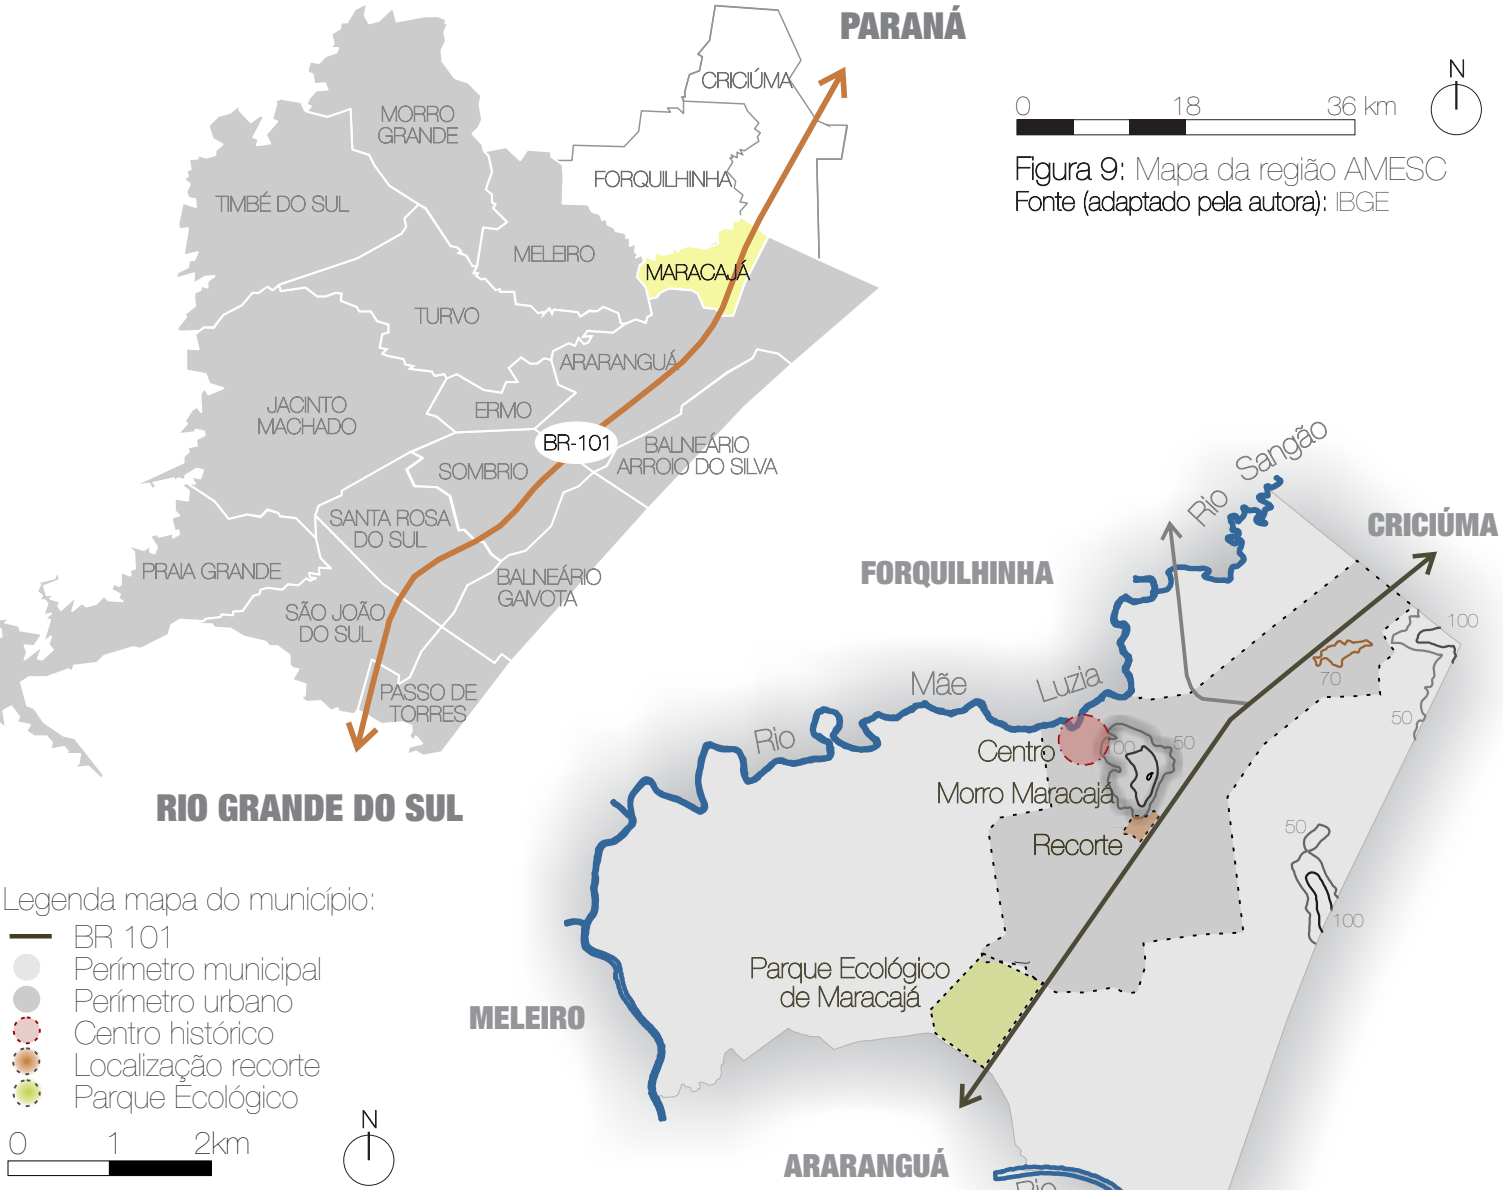 PARANÁ
CRICIÚMA
MORRO
GRANDE
FORQUILHINHA
TIMBÉ DO SUL
MELEIRO
MARACAJÁ
TURVO
ARARANGUÁ
JACINTO
MACHADO
ERMO
BR-101
BALNEÁRIO
ARROIO DO SILVA
SOMBRIO
SANTA ROSA
DO SUL
PRAIA GRANDE
BALNEÁRIO
GAIVOTA
SÃO JOÃO
DO SUL
PASSO DE
TORRES
RIO GRANDE DO SUL
N
0 18 36 km
Figura 9: Mapa da região AMESC
Fonte (adaptado pela autora): IBGE
Rio Sangão
CRICIÚMA
FORQUILHINHA
100
70
50
Rio Mãe Luzia
Centro
00
50
Morro Maracajá
Recorte
50
100
Parque Ecológico
de Maracajá
MELEIRO
ARARANGUÁ
Rio
Legenda mapa do município:
BR 101
Perímetro municipal
Perímetro urbano
Centro histórico
Localização recorte
Parque Ecológico
0 1 2km
N